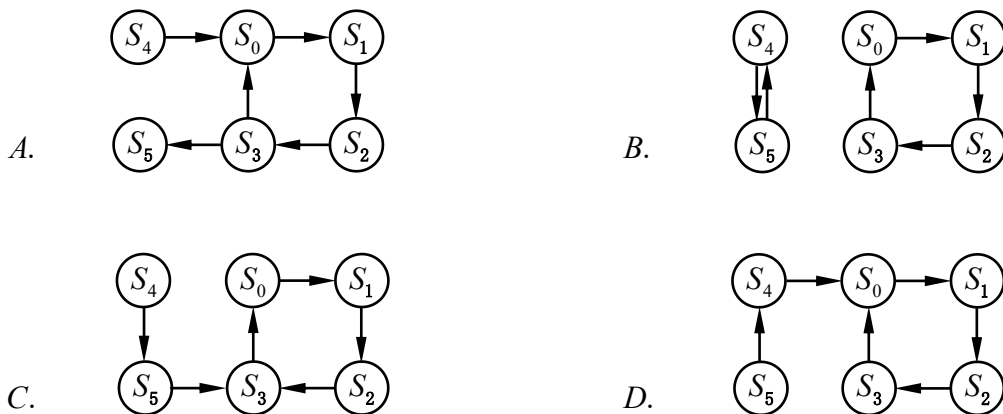 S₄ S₀ S₁ S₄ S₀ S₁
A. S₅ S₃ S₂ B. S₅ S₃ S₂
S₄ S₀ S₁ S₄ S₀ S₁
C. S₅ S₃ S₂ D. S₅ S₃ S₂